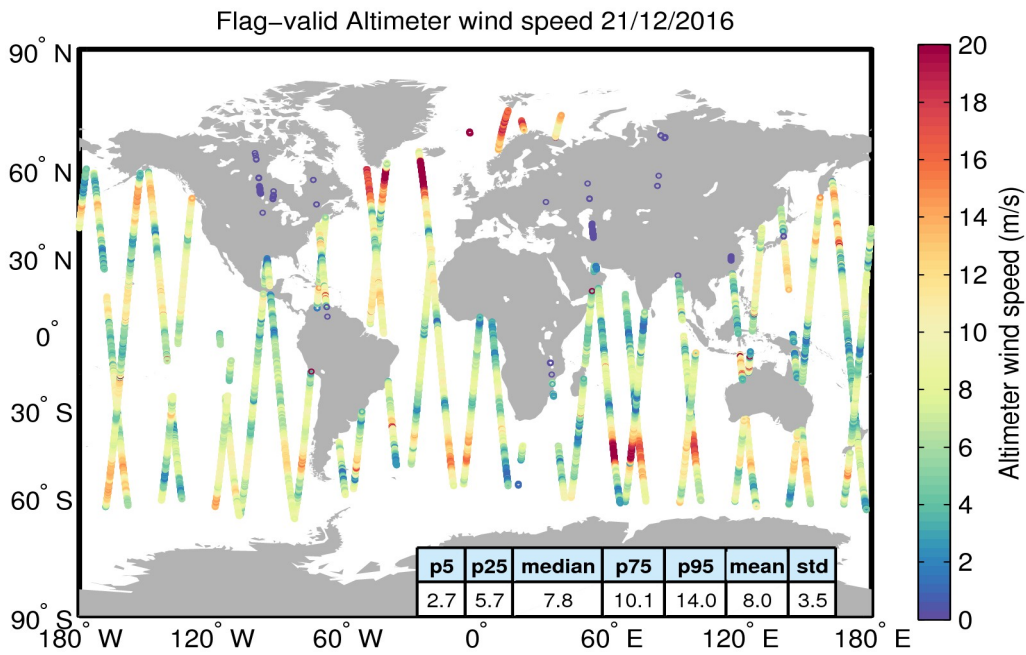 Flag−valid Altimeter wind speed 21/12/2016
90° N
60° N
30° N
0°
30° S
60° S
90° S
180° W
120° W
60° W
0°
60° E
120° E
180° E
p5 p25 median p75 p95 mean std
2.7 5.7 7.8 10.1 14.0 8.0 3.5
20
18
16
14
12
10
8
6
4
2
0
Altimeter wind speed (m/s)